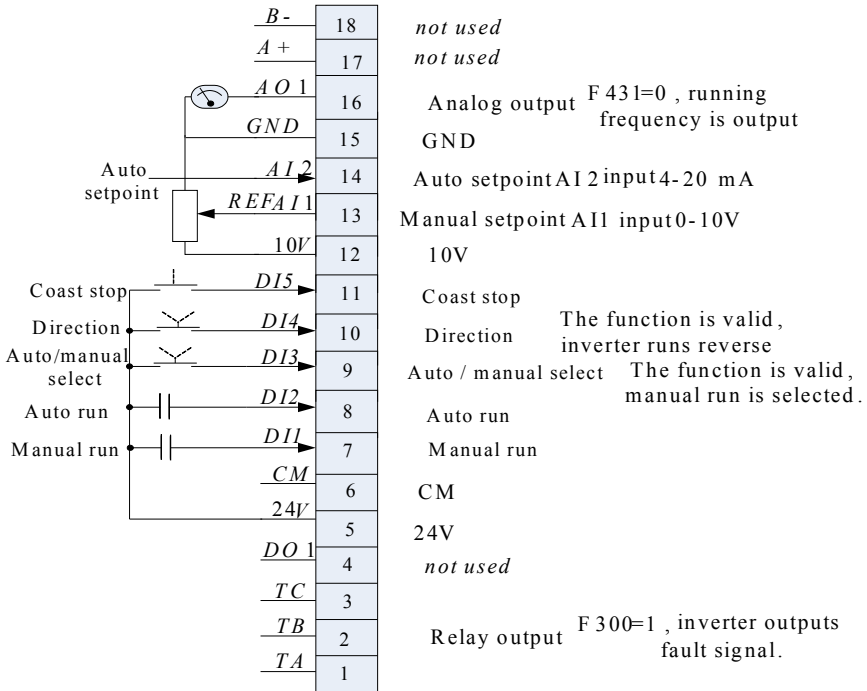 B- 18 not used
A+ 17 not used
AO1 16 Analog output F431=0 , running
frequency is output
GND 15 GND
Auto
setpoint
AI2 14 Auto setpoint AI2 input 4-20 mA
REFAI1 13 Manual setpoint AI1 input 0-10V
10V 12 10V
Coast stop DI5 11 Coast stop
Direction DI4 10 Direction The function is valid ,
inverter runs reverse
Auto/manual
select
DI3 9 Auto / manual select The function is valid ,
manual run is selected.
Auto run DI2 8 Auto run
Manual run DI1 7 Manual run
CM 6 CM
24V 5 24V
DO1 4 not used
TC 3
TB 2 Relay output F300=1 , inverter outputs
fault signal.
TA 1